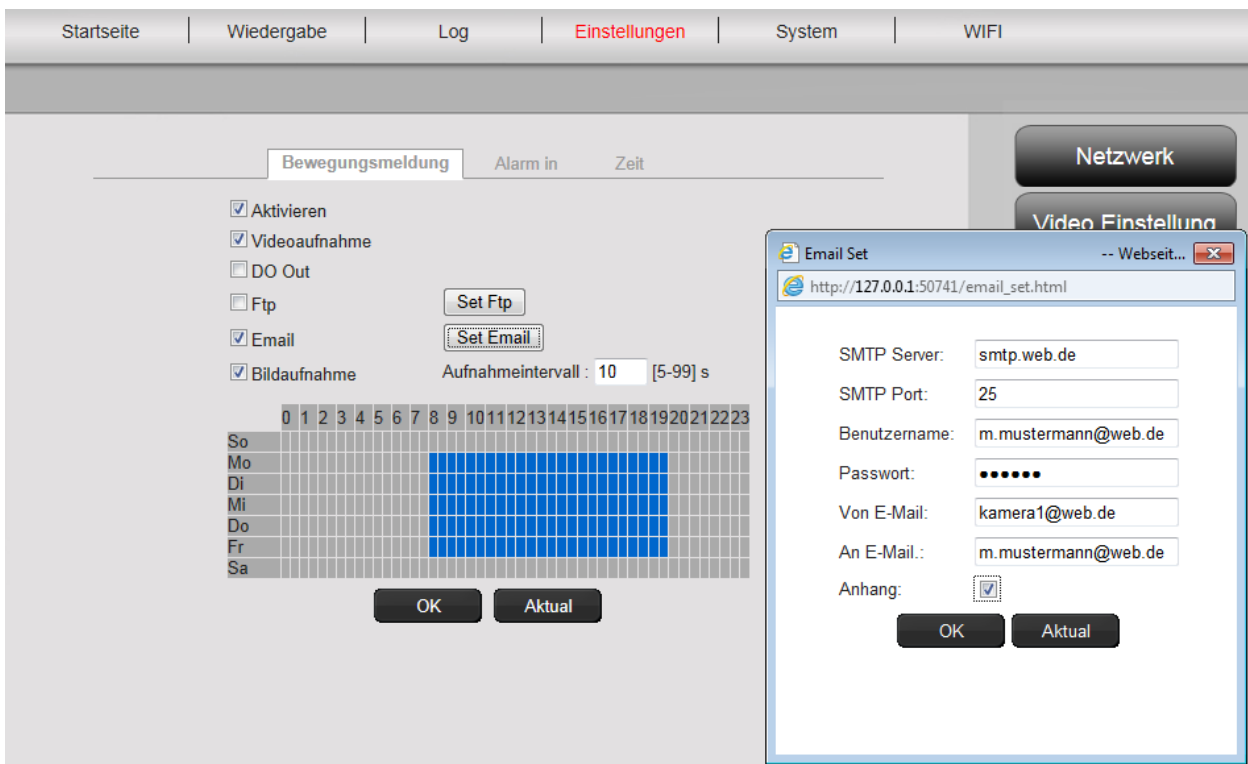 Startseite Wiedergabe Log Einstellungen System WIFI
Bewegungsmeldung Alarm in Zeit
Aktivieren
Videoaufnahme
DO Out
Ftp Set Ftp
Email Set Email
Bildaufnahme Aufnahmeintervall : 10 [5-99] s
0 1 2 3 4 5 6 7 8 9 10 11 12 13 14 15 16 17 18 19 20 21 22 23
So
Mo
Di
Mi
Do
Fr
Sa
OK Aktual
Netzwerk
Video Einstellung
Email Set -- Webseit...
http://127.0.0.1:50741/email_set.html
SMTP Server: smtp.web.de
SMTP Port: 25
Benutzername: m.mustermann@web.de
Passwort: ●●●●●●
Von E-Mail: kamera1@web.de
An E-Mail.: m.mustermann@web.de
Anhang:
OK Aktual